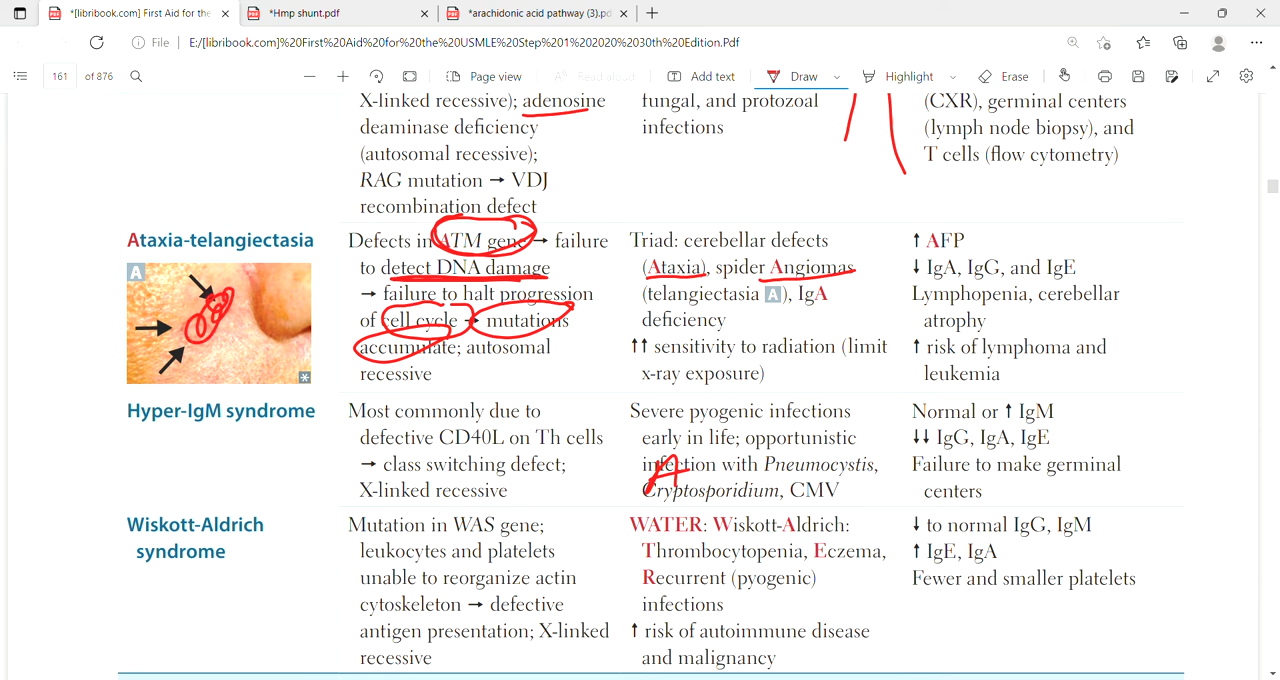 *[libribook.com] First Aid for the
*Hmp shunt.pdf
*arachidonic acid pathway (3).pd
File
E:/[libribook.com]%20First%20Aid%20for%20the%20USMLE%20Step%201%202020%2030th%20Edition.Pdf
161 of 876
Page view
Read aloud
Add text
Draw
Highlight
Erase
X-linked recessive); adenosine
deaminase deficiency
(autosomal recessive);
RAG mutation → VDJ
recombination defect
fungal, and protozoal
infections
(CXR), germinal centers
(lymph node biopsy), and
T cells (flow cytometry)
Ataxia-telangiectasia
A
*
Defects in ATM gene → failure
to detect DNA damage
→ failure to halt progression
of cell cycle → mutations
accumulate; autosomal
recessive
Triad: cerebellar defects
(Ataxia), spider Angiomas
(telangiectasia A), IgA
deficiency
↑↑ sensitivity to radiation (limit
x-ray exposure)
↑ AFP
↓ IgA, IgG, and IgE
Lymphopenia, cerebellar
atrophy
↑ risk of lymphoma and
leukemia
Hyper-IgM syndrome
Most commonly due to
defective CD40L on Th cells
→ class switching defect;
X-linked recessive
Severe pyogenic infections
early in life; opportunistic
infection with Pneumocystis,
Cryptosporidium, CMV
A
Normal or ↑ IgM
↓↓ IgG, IgA, IgE
Failure to make germinal
centers
Wiskott-Aldrich
syndrome
Mutation in WAS gene;
leukocytes and platelets
unable to reorganize actin
cytoskeleton → defective
antigen presentation; X-linked
recessive
WATER: Wiskott-Aldrich:
Thrombocytopenia, Eczema,
Recurrent (pyogenic)
infections
↑ risk of autoimmune disease
and malignancy
↓ to normal IgG, IgM
↑ IgE, IgA
Fewer and smaller platelets